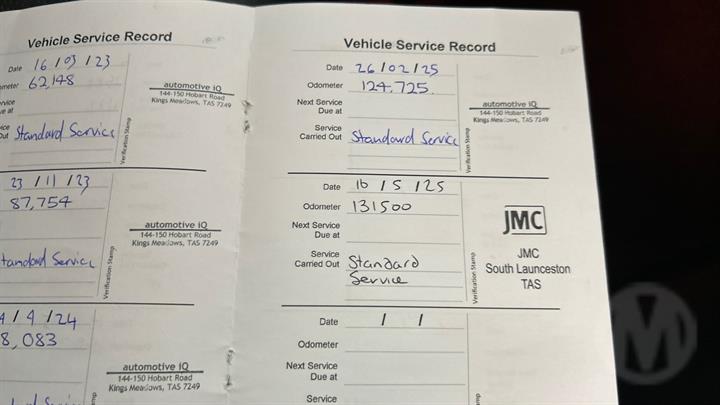 Vehicle Service Record
Date 16 / 03 / 23
ometer 62,148
ervice
ue at
vice
Out Standard Service
Verification Stamp
automotive iQ
144-150 Hobart Road
Kings Meadows, TAS 7249
23 / 11 / 23
87,754
tandard Service
Verification Stamp
automotive iQ
144-150 Hobart Road
Kings Meadows, TAS 7249
/ 9 / 24
8,083
automotive iQ
144-150 Hobart Road
Kings Meadows, TAS 7249
Vehicle Service Record
Date 26 / 02 / 25
Odometer 124,725
Next Service
Due at
Service
Carried Out Standard Service
Verification Stamp
automotive iQ
144-150 Hobart Road
Kings Meadows, TAS 7249
Date 16 / 5 / 25
Odometer 131500
Next Service
Due at
Service
Carried Out Standard
Service
Verification Stamp
JMC
JMC
South Launceston
TAS
Date / /
Odometer
Next Service
Due at
Service
M